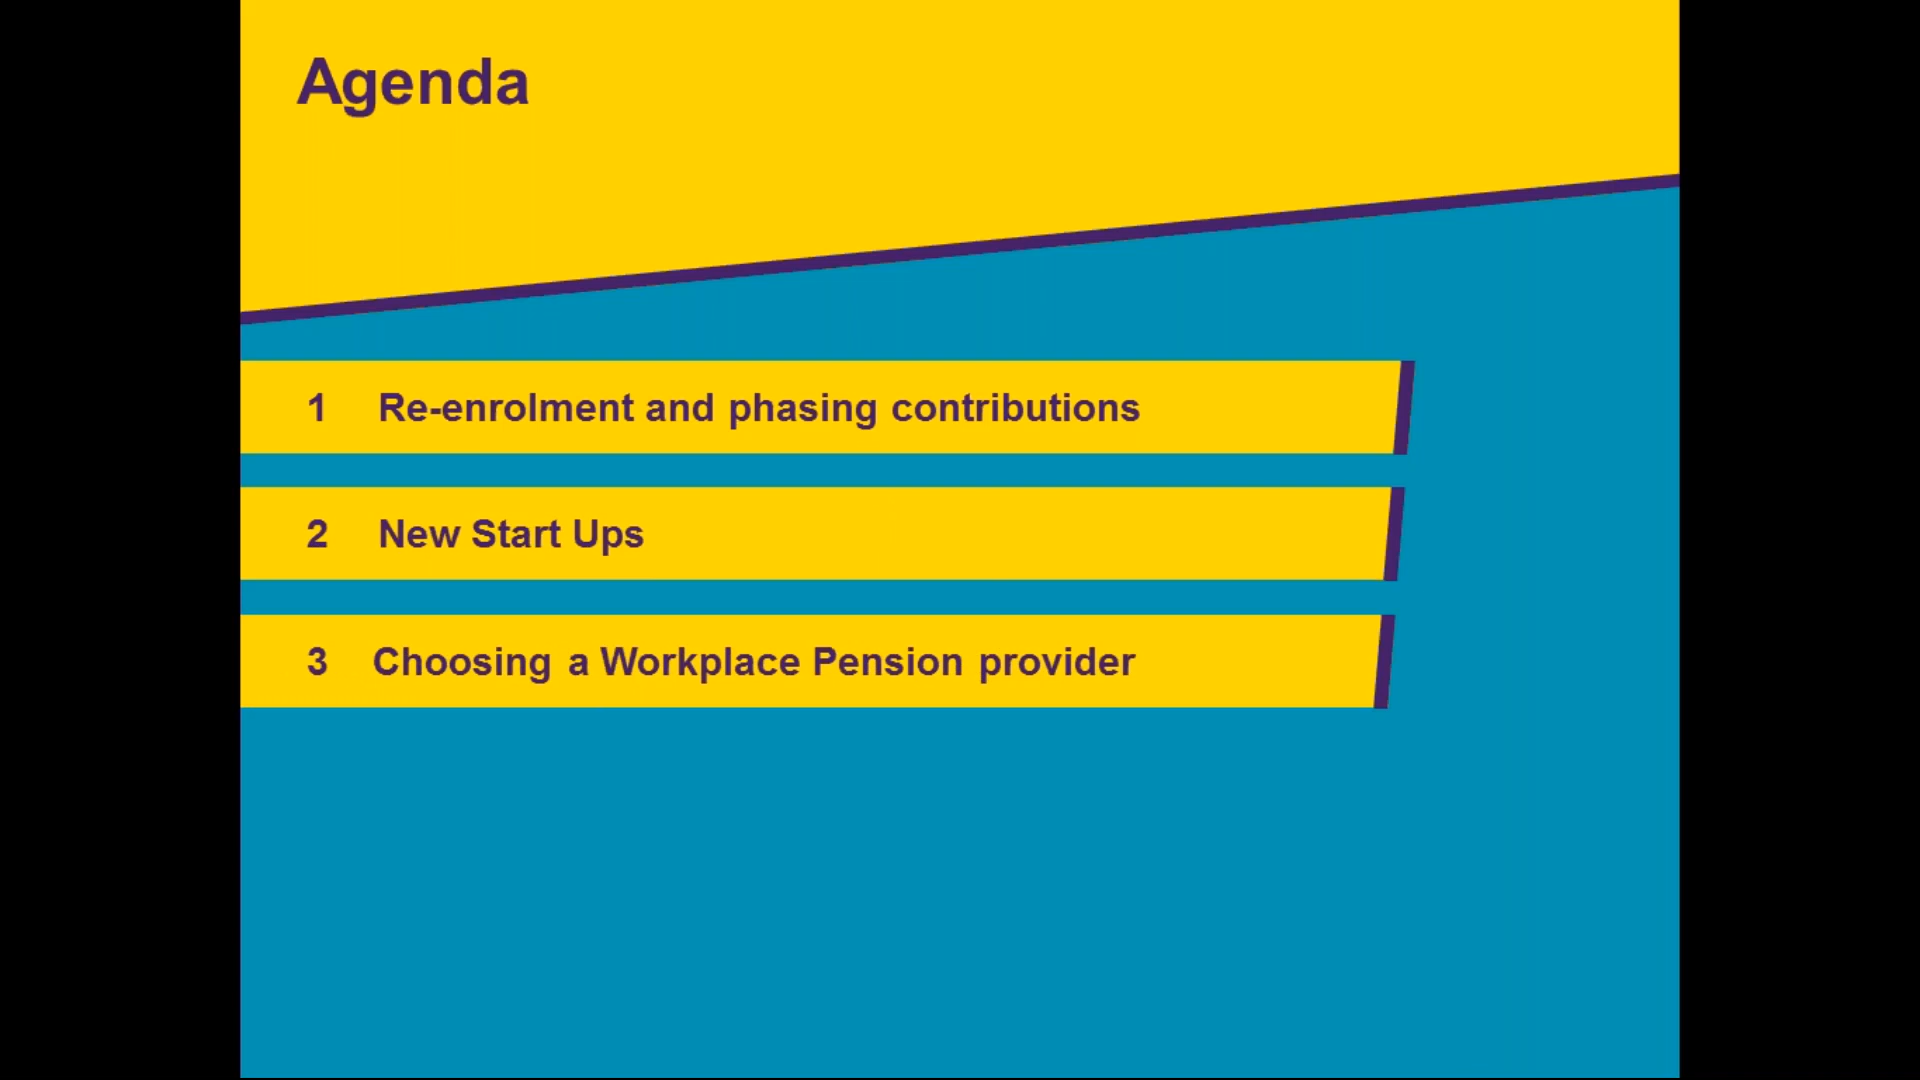 Agenda
1 Re-enrolment and phasing contributions
2 New Start Ups
3 Choosing a Workplace Pension provider